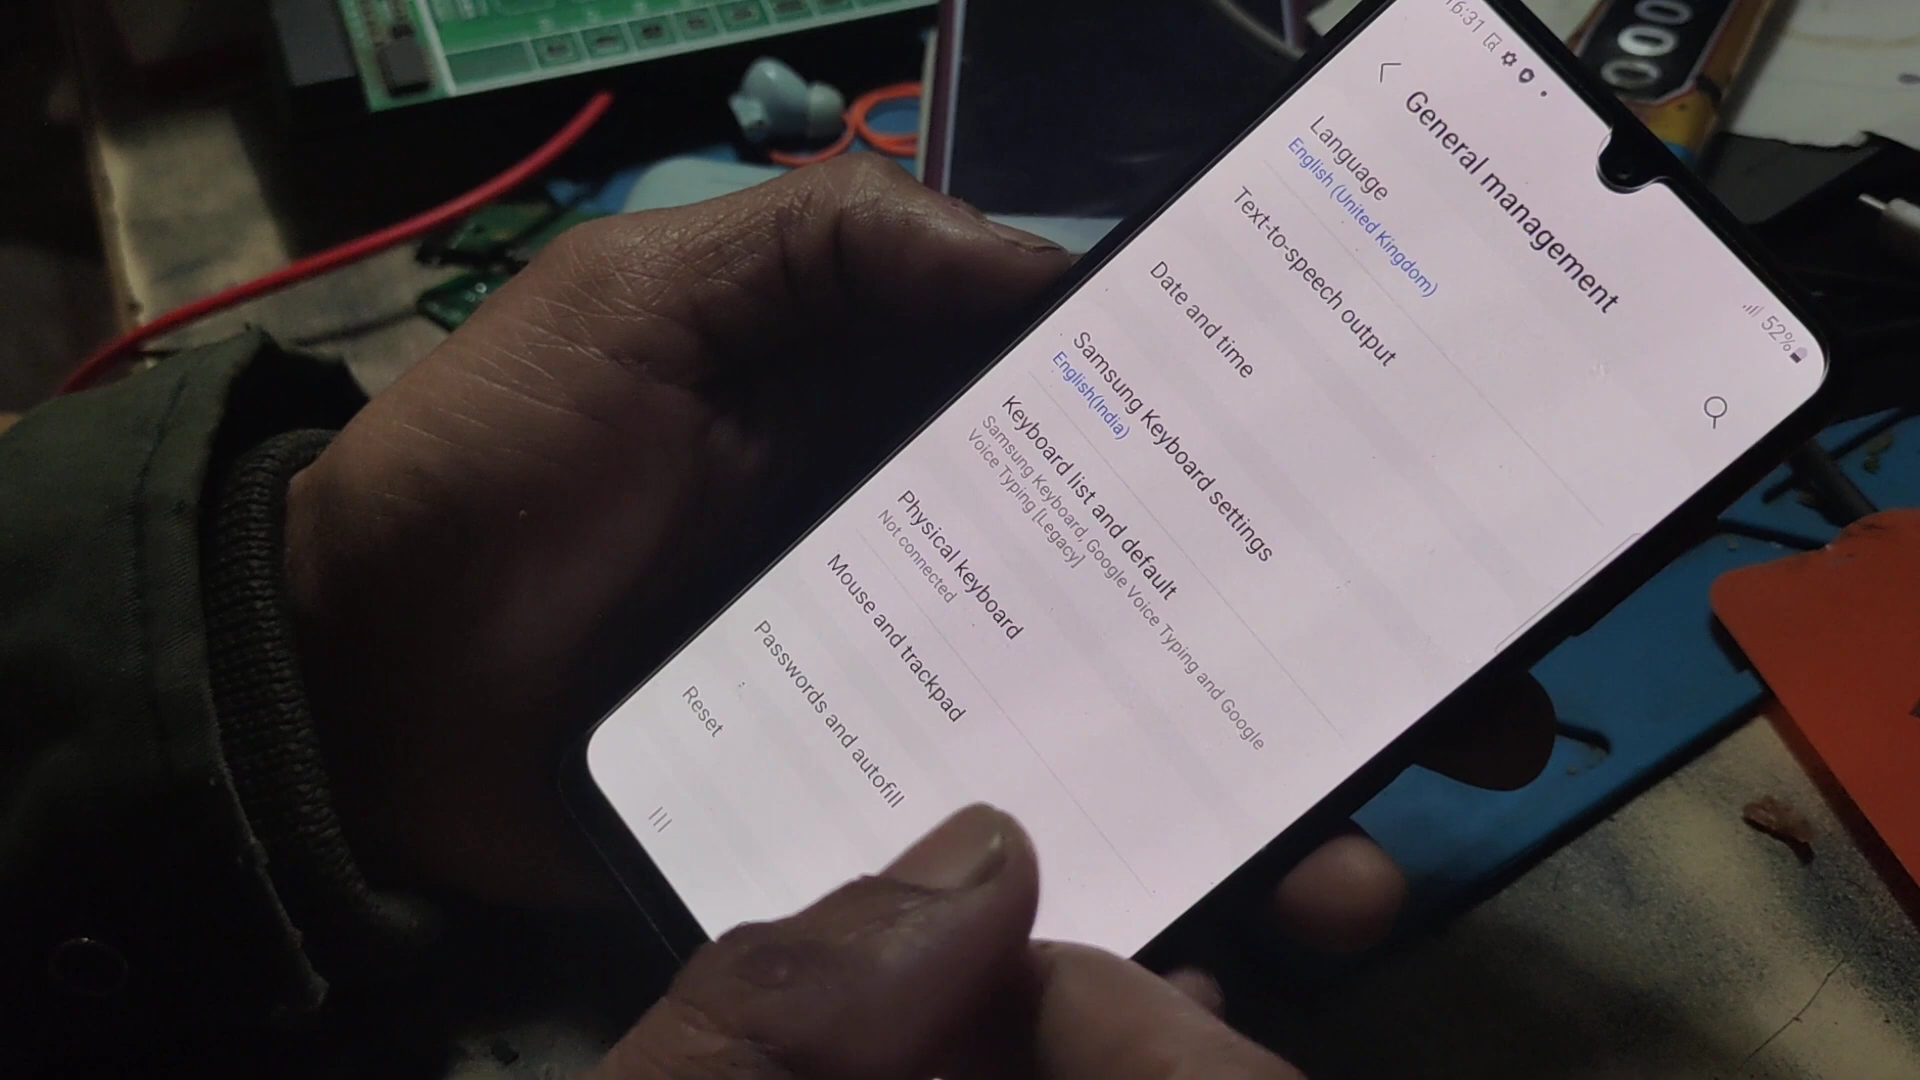 16:31
52%
General management
Language
English (United Kingdom)
Text-to-speech output
Date and time
Samsung Keyboard settings
English(India)
Keyboard list and default
Samsung Keyboard, Google Voice Typing and Google
Voice Typing [Legacy]
Physical keyboard
Not connected
Mouse and trackpad
Passwords and autofill
Reset